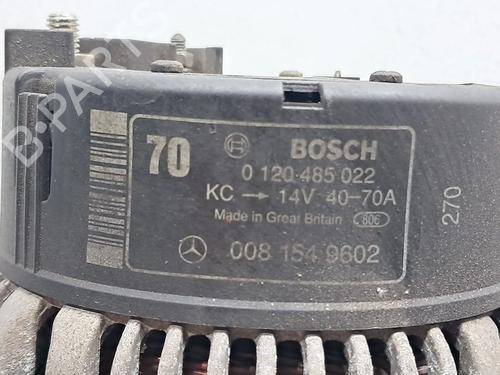 70 BOSCH
0 120 485 022
KC → 14V 40-70A
Made in Great Britain 806
008 154 9602
270
B-PARTS